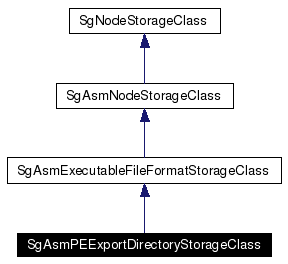 SgNodeStorageClass
SgAsmNodeStorageClass
SgAsmExecutableFileFormatStorageClass
SgAsmPEExportDirectoryStorageClass